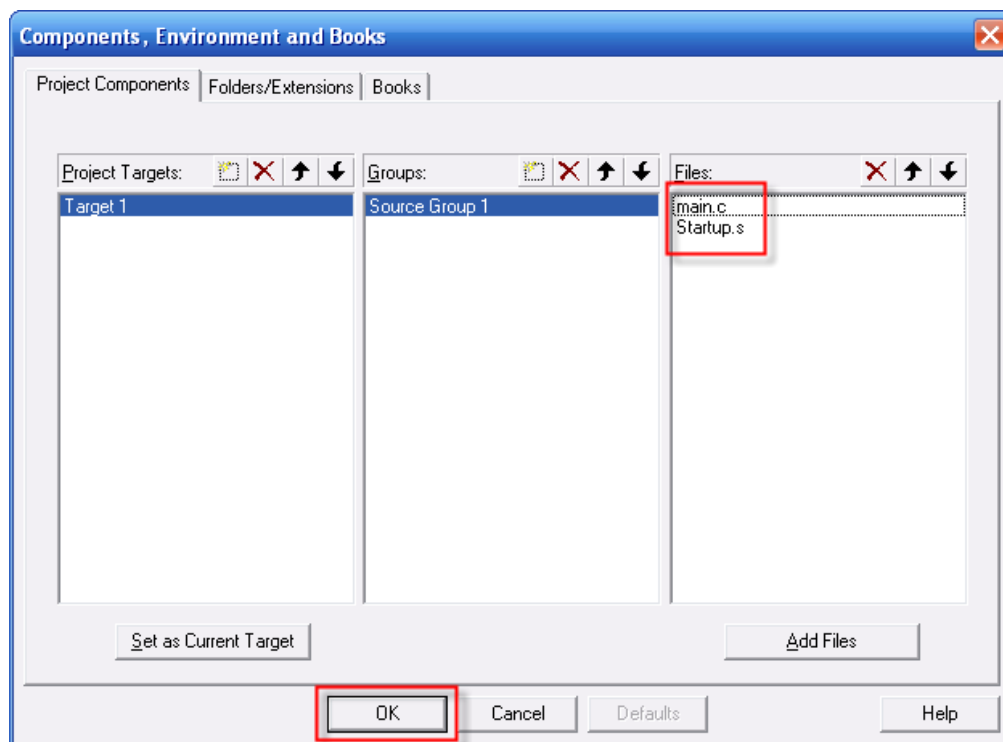 Components, Environment and Books
Project Components Folders/Extensions Books
Project Targets: Groups: Files:
Target 1 Source Group 1 main.c
Startup.s
Set as Current Target Add Files
OK Cancel Defaults Help